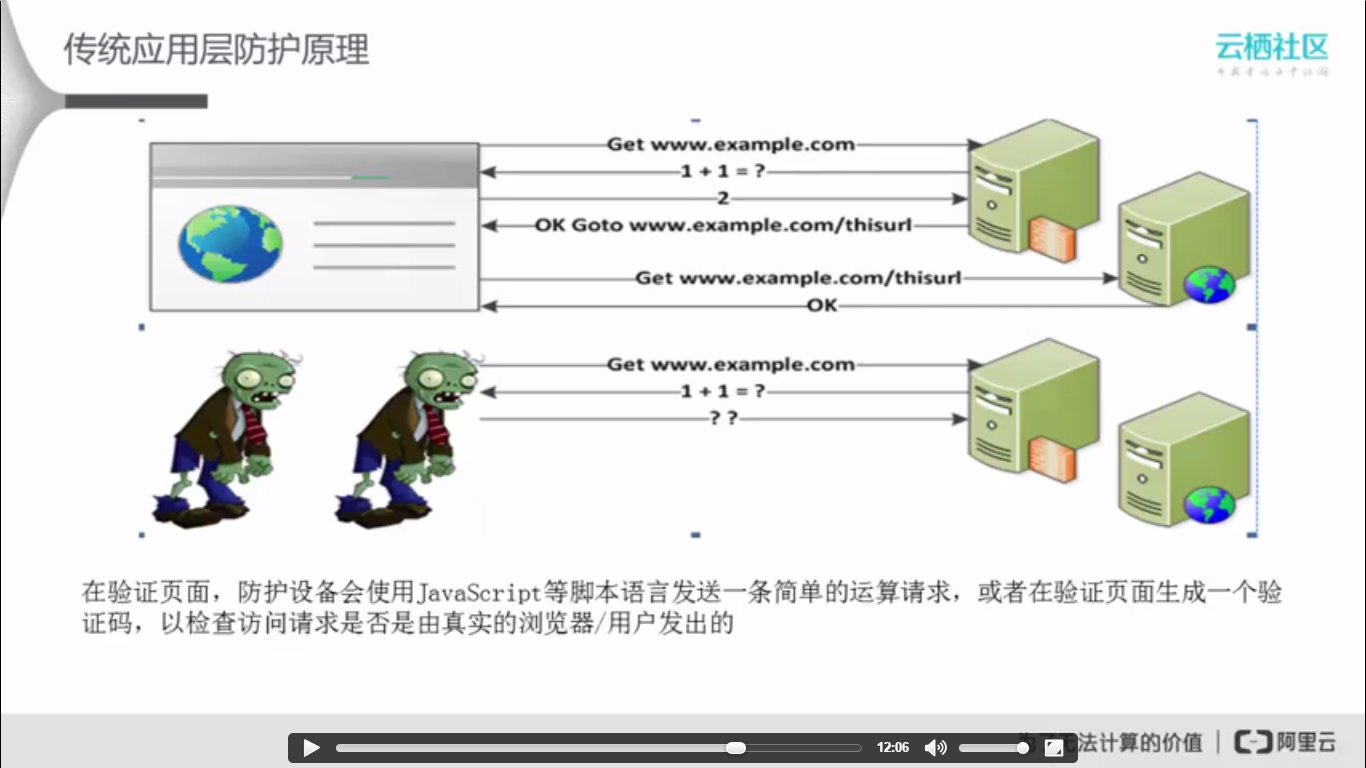 传统应用层防护原理
云栖社区
Get www.example.com
1 + 1 = ?
2
OK Goto www.example.com/thisurl
Get www.example.com/thisurl
OK
Get www.example.com
1 + 1 = ?
? ?
在验证页面，防护设备会使用JavaScript等脚本语言发送一条简单的运算请求，或者在验证页面生成一个验
证码，以检查访问请求是否是由真实的浏览器/用户发出的
12:06
无法计算的价值 | 阿里云